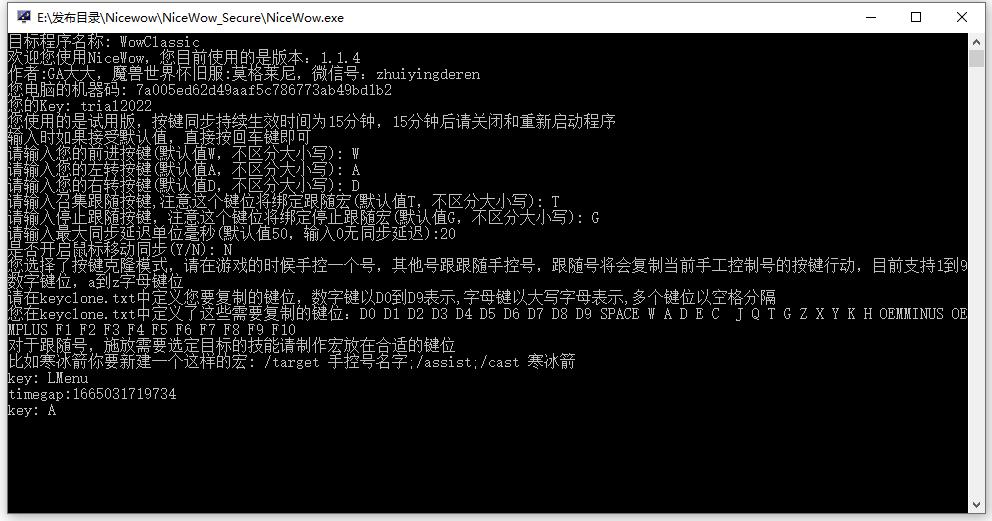 E:\发布目录\Nicewow\NiceWow_Secure\NiceWow.exe
目标程序名称: WowClassic
欢迎您使用NiceWow，您目前使用的是版本：1.1.4
作者:GA大大，魔兽世界怀旧服:莫格莱尼，微信号：zhuiyingderen
您电脑的机器码: 7a005ed62d49aaf5c786773ab49bd1b2
您的Key: trial2022
您使用的是试用版，按键同步持续生效时间为15分钟，15分钟后请关闭和重新启动程序
输入时如果接受默认值，直接按回车键即可
请输入您的前进按键(默认值W，不区分大小写): W
请输入您的左转按键(默认值A，不区分大小写): A
请输入您的右转按键(默认值D，不区分大小写): D
请输入召集跟随按键,注意这个键位将绑定跟随宏(默认值T，不区分大小写): T
请输入停止跟随按键，注意这个键位将绑定停止跟随宏(默认值G，不区分大小写): G
请输入最大同步延迟单位毫秒(默认值50，输入0无同步延迟):20
是否开启鼠标移动同步(Y/N): N
您选择了按键克隆模式，请在游戏的时候手控一个号，其他号跟跟随手控号，跟随号将会复制当前手工控制号的按键行动，目前支持1到9
数字键位，a到z字母键位
请在keyclone.txt中定义您要复制的键位，数字键以D0到D9表示,字母键以大写字母表示,多个键位以空格分隔
您在keyclone.txt中定义了这些需要复制的键位：D0 D1 D2 D3 D4 D5 D6 D7 D8 D9 SPACE W A D E C  J Q T G Z X Y K H OEMMINUS OE
MPLUS F1 F2 F3 F4 F5 F6 F7 F8 F9 F10
对于跟随号，施放需要选定目标的技能请制作宏放在合适的键位
比如寒冰箭你要新建一个这样的宏: /target 手控号名字;/assist;/cast 寒冰箭
key: LMenu
timegap:1665031719734
key: A